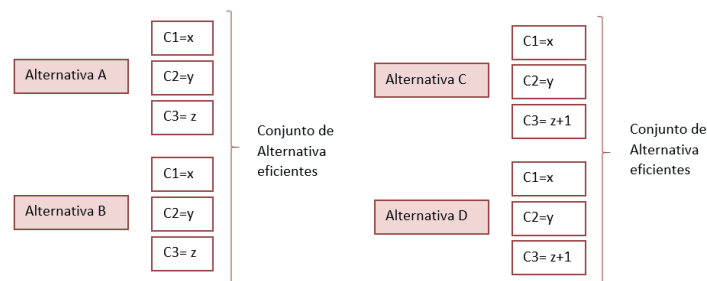 Alternativa A
C1=x
C2=y
C3= z
Alternativa B
C1=x
C2=y
C3= z
Conjunto de
Alternativa
eficientes
Alternativa C
C1=x
C2=y
C3= z+1
Alternativa D
C1=x
C2=y
C3= z+1
Conjunto de
Alternativa
eficientes